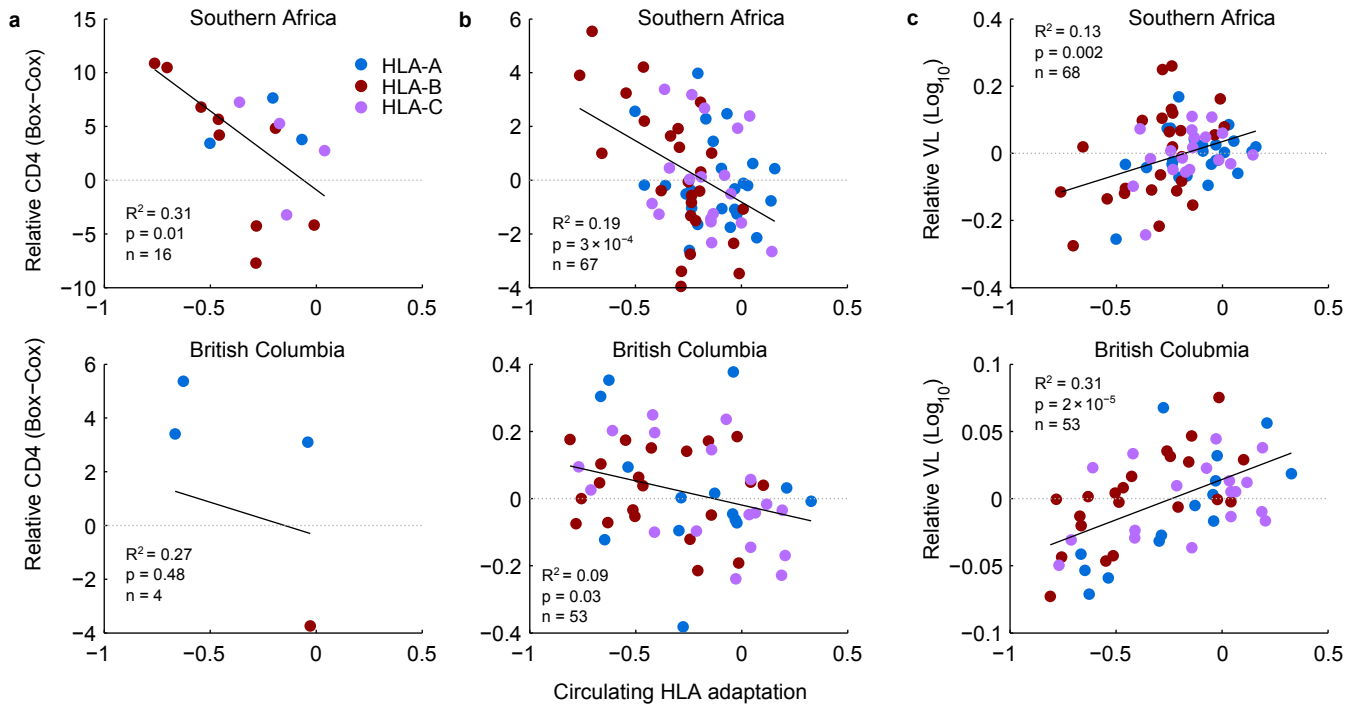 a
Southern Africa
15
10
5
0
−5
−10
−1
−0.5
0
0.5
Relative CD4 (Box−Cox)
HLA-A
HLA-B
HLA-C
R² = 0.31
p = 0.01
n = 16
b
Southern Africa
6
4
2
0
−2
−4
−1
−0.5
0
0.5
R² = 0.19
p = 3×10⁻⁴
n = 67
c
Southern Africa
0.4
0.2
0
−0.2
−0.4
−1
−0.5
0
0.5
Relative VL (Log₁₀)
R² = 0.13
p = 0.002
n = 68
British Columbia
6
4
2
0
−2
−4
−1
−0.5
0
0.5
Relative CD4 (Box−Cox)
R² = 0.27
p = 0.48
n = 4
British Columbia
0.4
0.2
0
−0.2
−0.4
−1
−0.5
0
0.5
R² = 0.09
p = 0.03
n = 53
British Colubmia
0.1
0.05
0
−0.05
−0.1
−1
−0.5
0
0.5
Relative VL (Log₁₀)
R² = 0.31
p = 2×10⁻⁵
n = 53
Circulating HLA adaptation